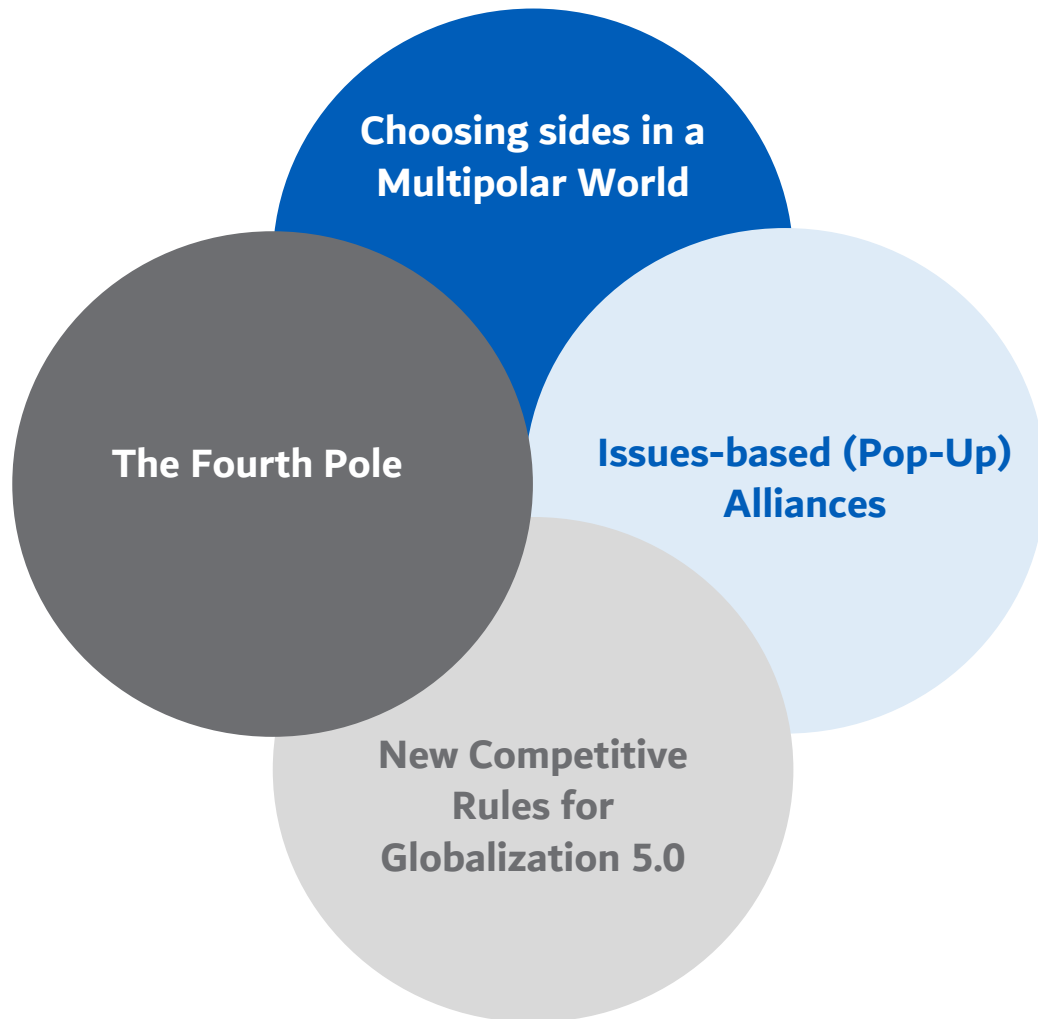 Choosing sides in a
Multipolar World
The Fourth Pole
Issues-based (Pop-Up)
Alliances
New Competitive
Rules for
Globalization 5.0